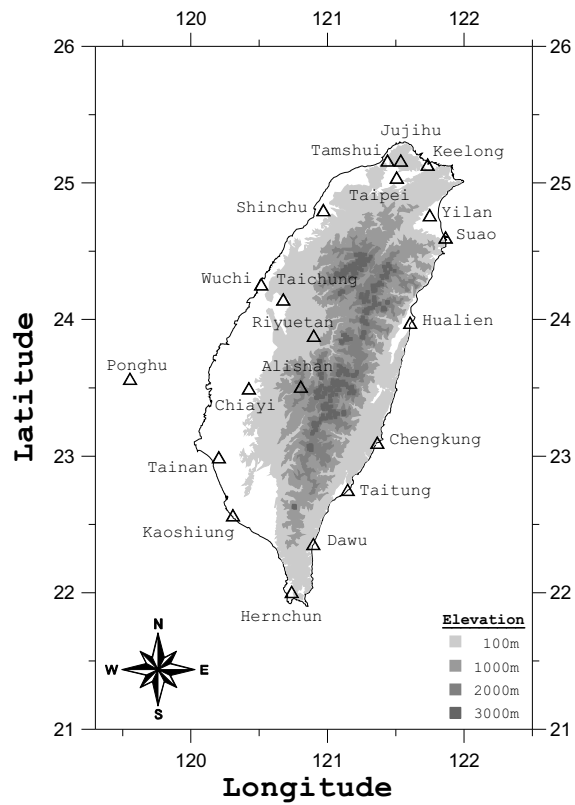 120 121 122
26 26
Jujihu
Tamshui Keelong
25 25
Taipei
Shinchu Yilan
Suao
Wuchi Taichung
24 24
Riyuetan Hualien
Ponghu Alishan
Chiayi
Chengkung
23 23
Tainan
Taitung
Kaoshiung
Dawu
22 22
Hernchun
Latitude
Elevation
100m
1000m
2000m
3000m
N
W E
S
21 21
120 121 122
Longitude